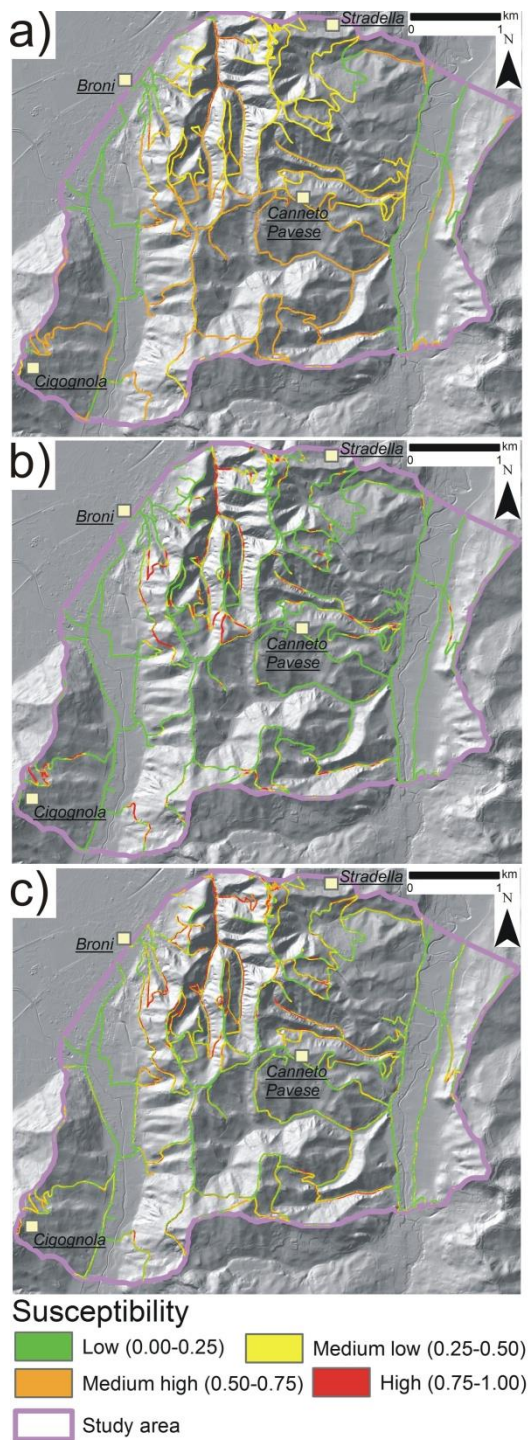 a)
Stradella
km
0 1
N
Broni
Canneto
Pavese
Cigognola
b)
Stradella
km
0 1
N
Broni
Canneto
Pavese
Cigognola
c)
Stradella
km
0 1
N
Broni
Canneto
Pavese
Cigognola
Susceptibility
Low (0.00-0.25) Medium low (0.25-0.50)
Medium high (0.50-0.75) High (0.75-1.00)
Study area